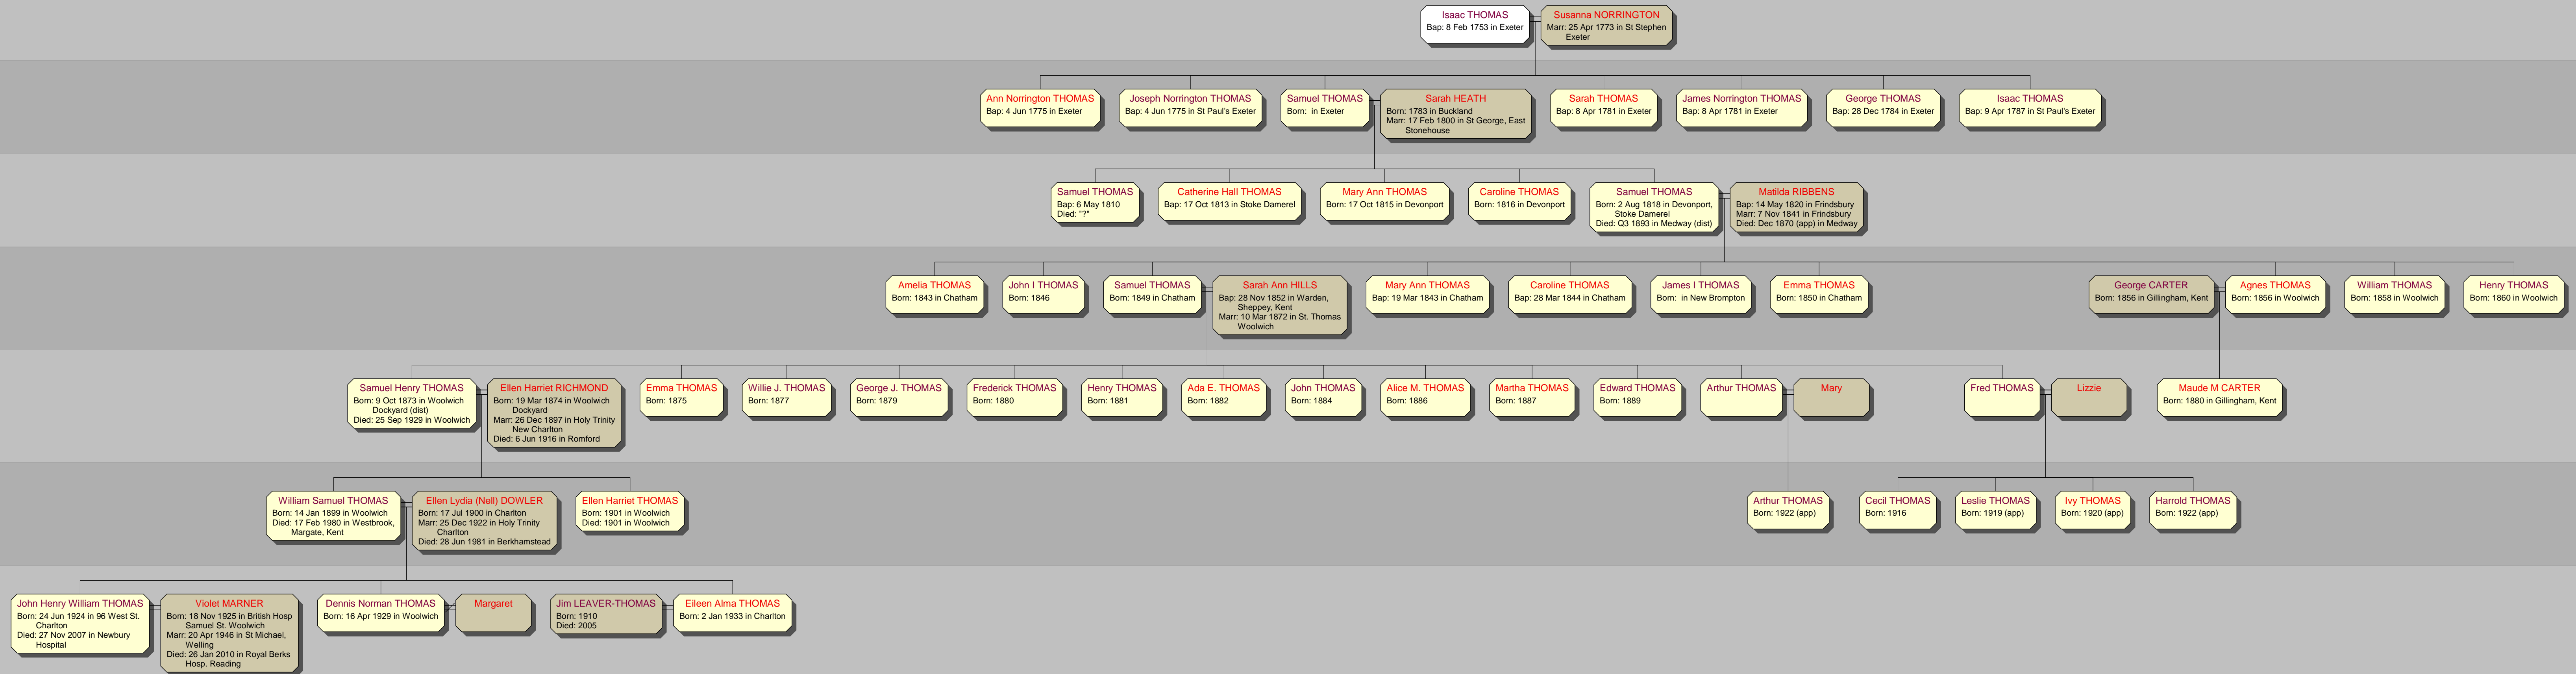 Isaac THOMAS
Bap: 8 Feb 1753 in Exeter
Susanna NORRINGTON
Marr: 25 Apr 1773 in St Stephen
Exeter
Ann Norrington THOMAS
Bap: 4 Jun 1775 in Exeter
Joseph Norrington THOMAS
Bap: 4 Jun 1775 in St Paul's Exeter
Samuel THOMAS
Born:  in Exeter
Sarah HEATH
Born: 1783 in Buckland
Marr: 17 Feb 1800 in St George, East
Stonehouse
Sarah THOMAS
Bap: 8 Apr 1781 in Exeter
James Norrington THOMAS
Bap: 8 Apr 1781 in Exeter
George THOMAS
Bap: 28 Dec 1784 in Exeter
Isaac THOMAS
Bap: 9 Apr 1787 in St Paul's Exeter
Samuel THOMAS
Bap: 6 May 1810
Died: "?"
Catherine Hall THOMAS
Bap: 17 Oct 1813 in Stoke Damerel
Mary Ann THOMAS
Born: 17 Oct 1815 in Devonport
Caroline THOMAS
Born: 1816 in Devonport
Samuel THOMAS
Born: 2 Aug 1818 in Devonport,
Stoke Damerel
Died: Q3 1893 in Medway (dist)
Matilda RIBBENS
Bap: 14 May 1820 in Frindsbury
Marr: 7 Nov 1841 in Frindsbury
Died: Dec 1870 (app) in Medway
Amelia THOMAS
Born: 1843 in Chatham
John I THOMAS
Born: 1846
Samuel THOMAS
Born: 1849 in Chatham
Sarah Ann HILLS
Bap: 28 Nov 1852 in Warden,
Sheppey, Kent
Marr: 10 Mar 1872 in St. Thomas
Woolwich
Mary Ann THOMAS
Bap: 19 Mar 1843 in Chatham
Caroline THOMAS
Bap: 28 Mar 1844 in Chatham
James I THOMAS
Born:  in New Brompton
Emma THOMAS
Born: 1850 in Chatham
George CARTER
Born: 1856 in Gillingham, Kent
Agnes THOMAS
Born: 1856 in Woolwich
William THOMAS
Born: 1858 in Woolwich
Henry THOMAS
Born: 1860 in Woolwich
Samuel Henry THOMAS
Born: 9 Oct 1873 in Woolwich
Dockyard (dist)
Died: 25 Sep 1929 in Woolwich
Ellen Harriet RICHMOND
Born: 19 Mar 1874 in Woolwich
Dockyard
Marr: 26 Dec 1897 in Holy Trinity
New Charlton
Died: 6 Jun 1916 in Romford
Emma THOMAS
Born: 1875
Willie J. THOMAS
Born: 1877
George J. THOMAS
Born: 1879
Frederick THOMAS
Born: 1880
Henry THOMAS
Born: 1881
Ada E. THOMAS
Born: 1882
John THOMAS
Born: 1884
Alice M. THOMAS
Born: 1886
Martha THOMAS
Born: 1887
Edward THOMAS
Born: 1889
Arthur THOMAS
Mary
Fred THOMAS
Lizzie
Maude M CARTER
Born: 1880 in Gillingham, Kent
William Samuel THOMAS
Born: 14 Jan 1899 in Woolwich
Died: 17 Feb 1980 in Westbrook,
Margate, Kent
Ellen Lydia (Nell) DOWLER
Born: 17 Jul 1900 in Charlton
Marr: 25 Dec 1922 in Holy Trinity
Charlton
Died: 28 Jun 1981 in Berkhamstead
Ellen Harriet THOMAS
Born: 1901 in Woolwich
Died: 1901 in Woolwich
Arthur THOMAS
Born: 1922 (app)
Cecil THOMAS
Born: 1916
Leslie THOMAS
Born: 1919 (app)
Ivy THOMAS
Born: 1920 (app)
Harrold THOMAS
Born: 1922 (app)
John Henry William THOMAS
Born: 24 Jun 1924 in 96 West St.
Charlton
Died: 27 Nov 2007 in Newbury
Hospital
Violet MARNER
Born: 18 Nov 1925 in British Hosp
Samuel St. Woolwich
Marr: 20 Apr 1946 in St Michael,
Welling
Died: 26 Jan 2010 in Royal Berks
Hosp. Reading
Dennis Norman THOMAS
Born: 16 Apr 1929 in Woolwich
Margaret
Jim LEAVER-THOMAS
Born: 1910
Died: 2005
Eileen Alma THOMAS
Born: 2 Jan 1933 in Charlton